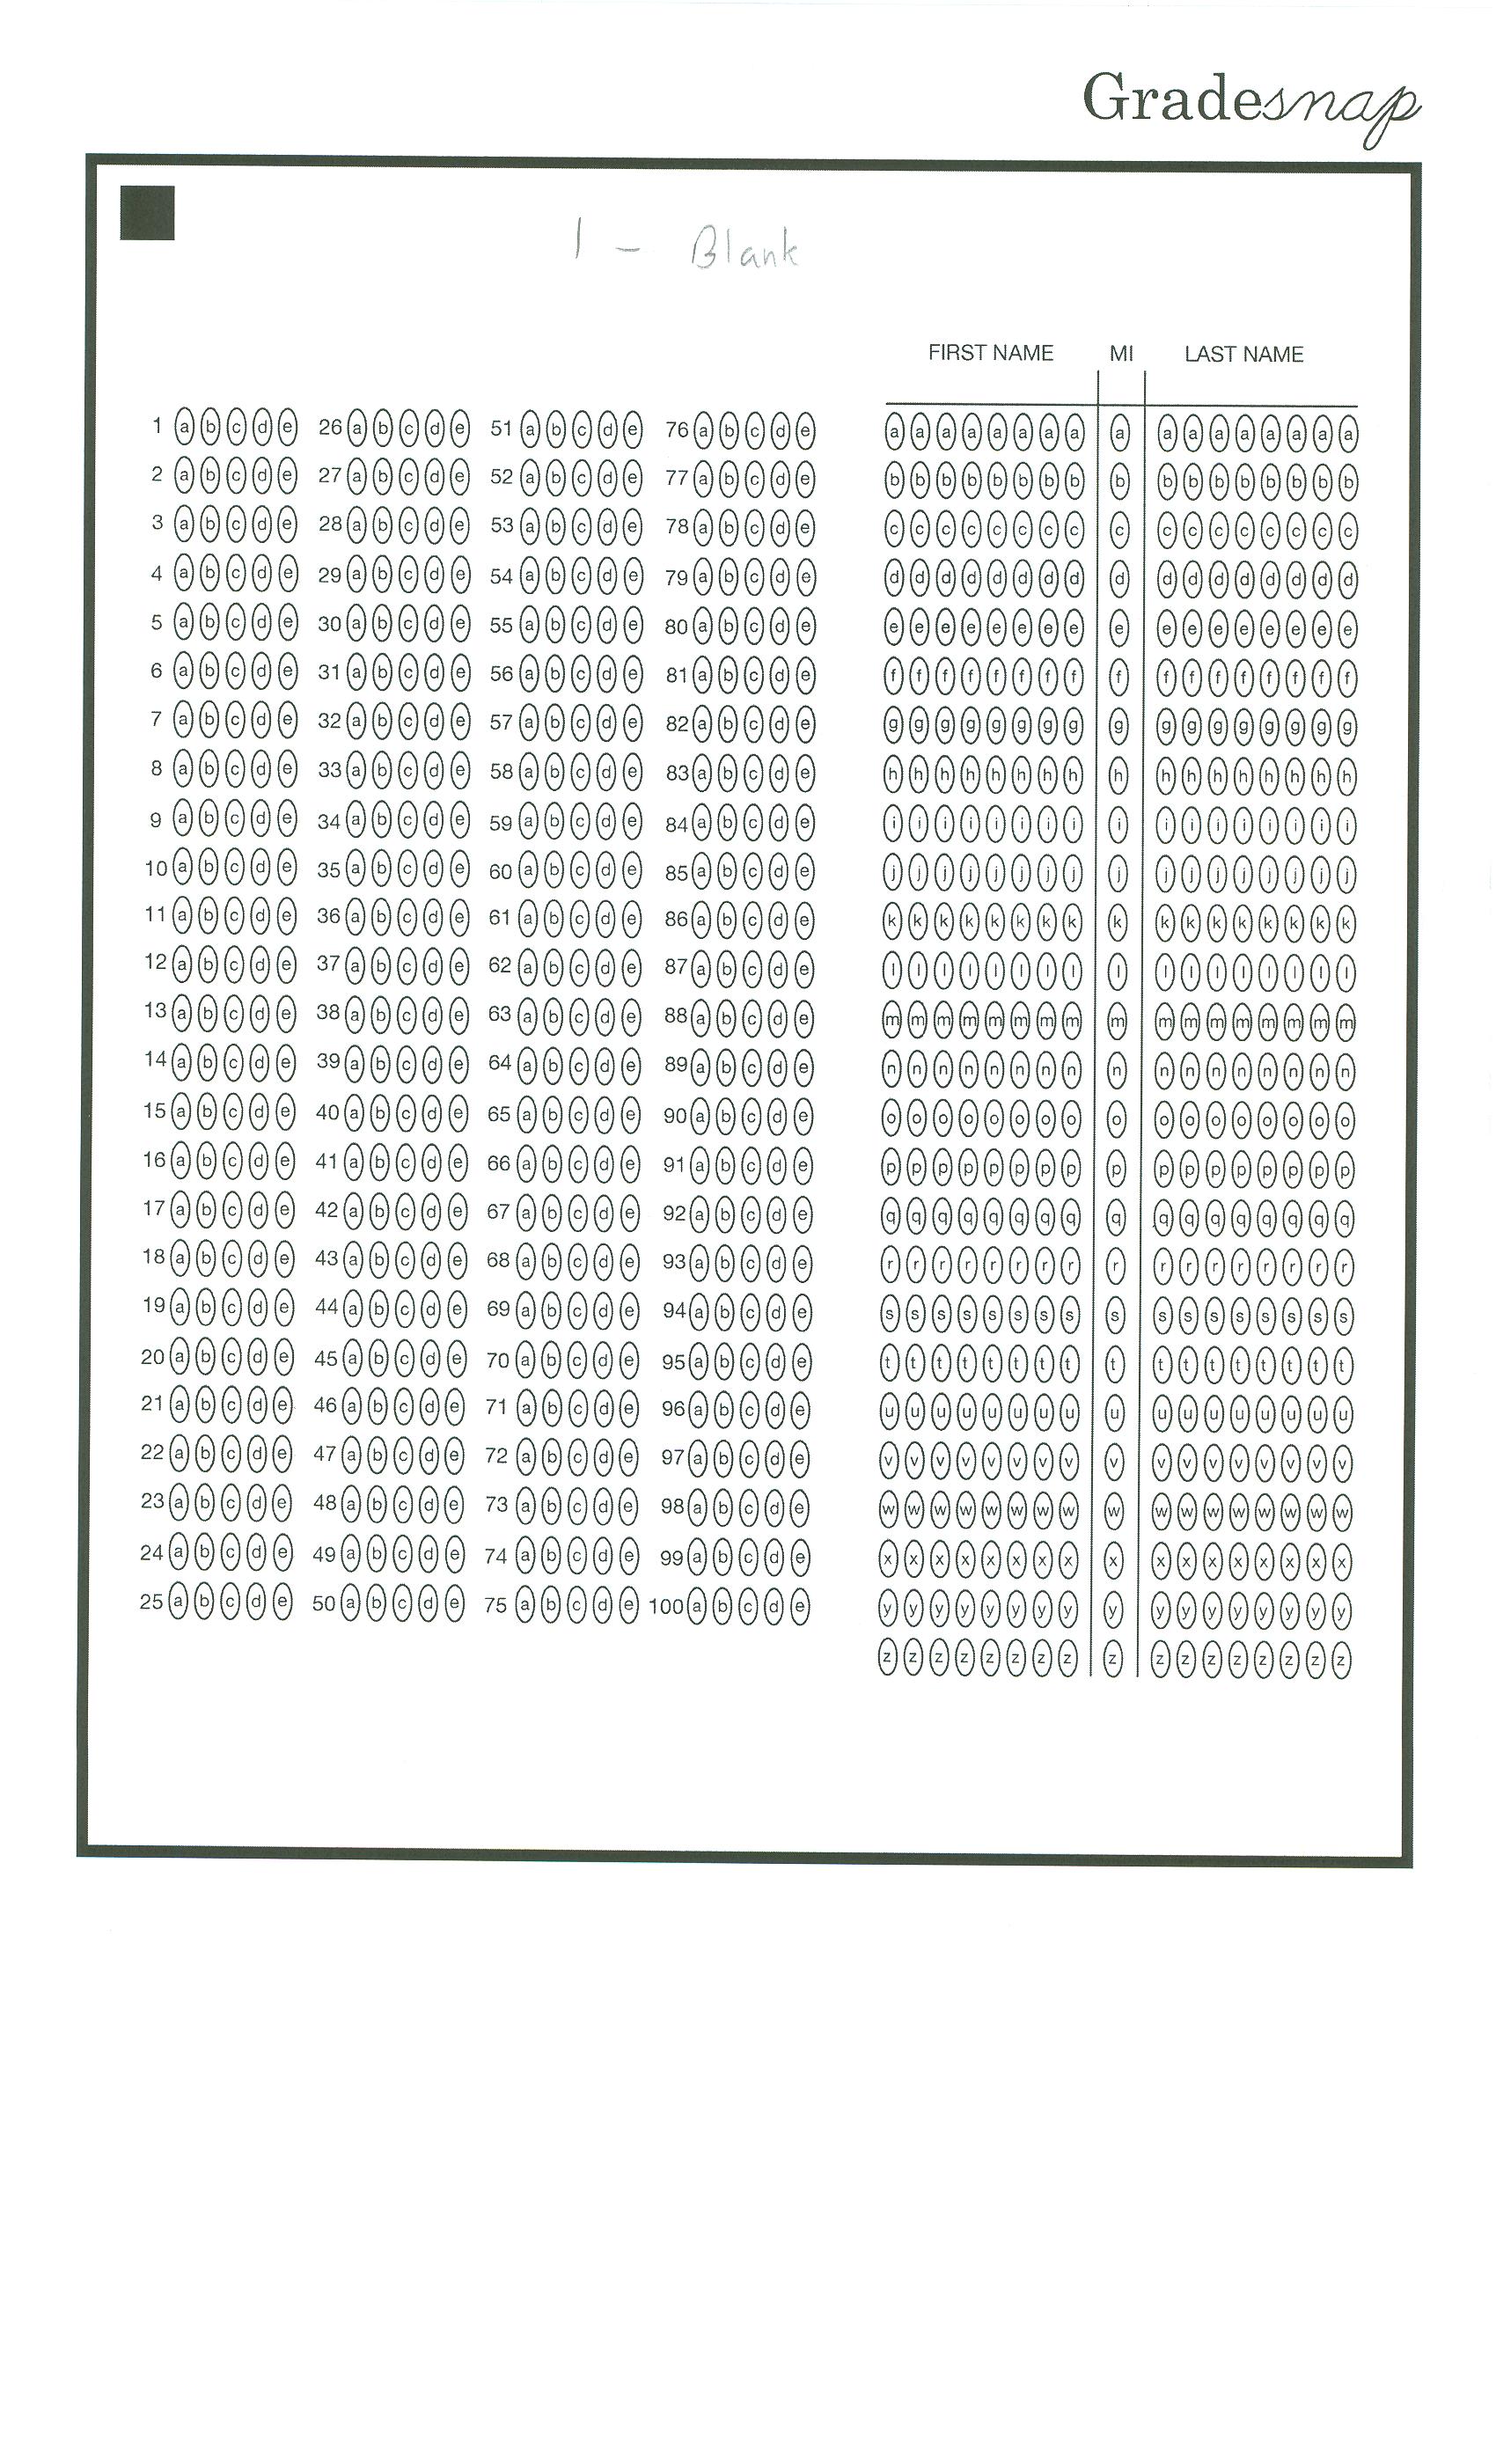 Gradesnap
1 - Blank
FIRST NAME MI LAST NAME
1 a b c d e 26 a b c d e 51 a b c d e 76 a b c d e a a a a a a a a a a a a a a a a a
2 a b c d e 27 a b c d e 52 a b c d e 77 a b c d e b b b b b b b b b b b b b b b b b
3 a b c d e 28 a b c d e 53 a b c d e 78 a b c d e c c c c c c c c c c c c c c c c c
4 a b c d e 29 a b c d e 54 a b c d e 79 a b c d e d d d d d d d d d d d d d d d d d
5 a b c d e 30 a b c d e 55 a b c d e 80 a b c d e e e e e e e e e e e e e e e e e e
6 a b c d e 31 a b c d e 56 a b c d e 81 a b c d e f f f f f f f f f f f f f f f f f
7 a b c d e 32 a b c d e 57 a b c d e 82 a b c d e g g g g g g g g g g g g g g g g g
8 a b c d e 33 a b c d e 58 a b c d e 83 a b c d e h h h h h h h h h h h h h h h h h
9 a b c d e 34 a b c d e 59 a b c d e 84 a b c d e i i i i i i i i i i i i i i i i i
10 a b c d e 35 a b c d e 60 a b c d e 85 a b c d e j j j j j j j j j j j j j j j j j
11 a b c d e 36 a b c d e 61 a b c d e 86 a b c d e k k k k k k k k k k k k k k k k k
12 a b c d e 37 a b c d e 62 a b c d e 87 a b c d e l l l l l l l l l l l l l l l l l
13 a b c d e 38 a b c d e 63 a b c d e 88 a b c d e m m m m m m m m m m m m m m m m m
14 a b c d e 39 a b c d e 64 a b c d e 89 a b c d e n n n n n n n n n n n n n n n n n
15 a b c d e 40 a b c d e 65 a b c d e 90 a b c d e o o o o o o o o o o o o o o o o o
16 a b c d e 41 a b c d e 66 a b c d e 91 a b c d e p p p p p p p p p p p p p p p p p
17 a b c d e 42 a b c d e 67 a b c d e 92 a b c d e q q q q q q q q q q q q q q q q q
18 a b c d e 43 a b c d e 68 a b c d e 93 a b c d e r r r r r r r r r r r r r r r r r
19 a b c d e 44 a b c d e 69 a b c d e 94 a b c d e s s s s s s s s s s s s s s s s s
20 a b c d e 45 a b c d e 70 a b c d e 95 a b c d e t t t t t t t t t t t t t t t t t
21 a b c d e 46 a b c d e 71 a b c d e 96 a b c d e u u u u u u u u u u u u u u u u u
22 a b c d e 47 a b c d e 72 a b c d e 97 a b c d e v v v v v v v v v v v v v v v v v
23 a b c d e 48 a b c d e 73 a b c d e 98 a b c d e w w w w w w w w w w w w w w w w w
24 a b c d e 49 a b c d e 74 a b c d e 99 a b c d e x x x x x x x x x x x x x x x x x
25 a b c d e 50 a b c d e 75 a b c d e 100 a b c d e y y y y y y y y y y y y y y y y y
z z z z z z z z z z z z z z z z z